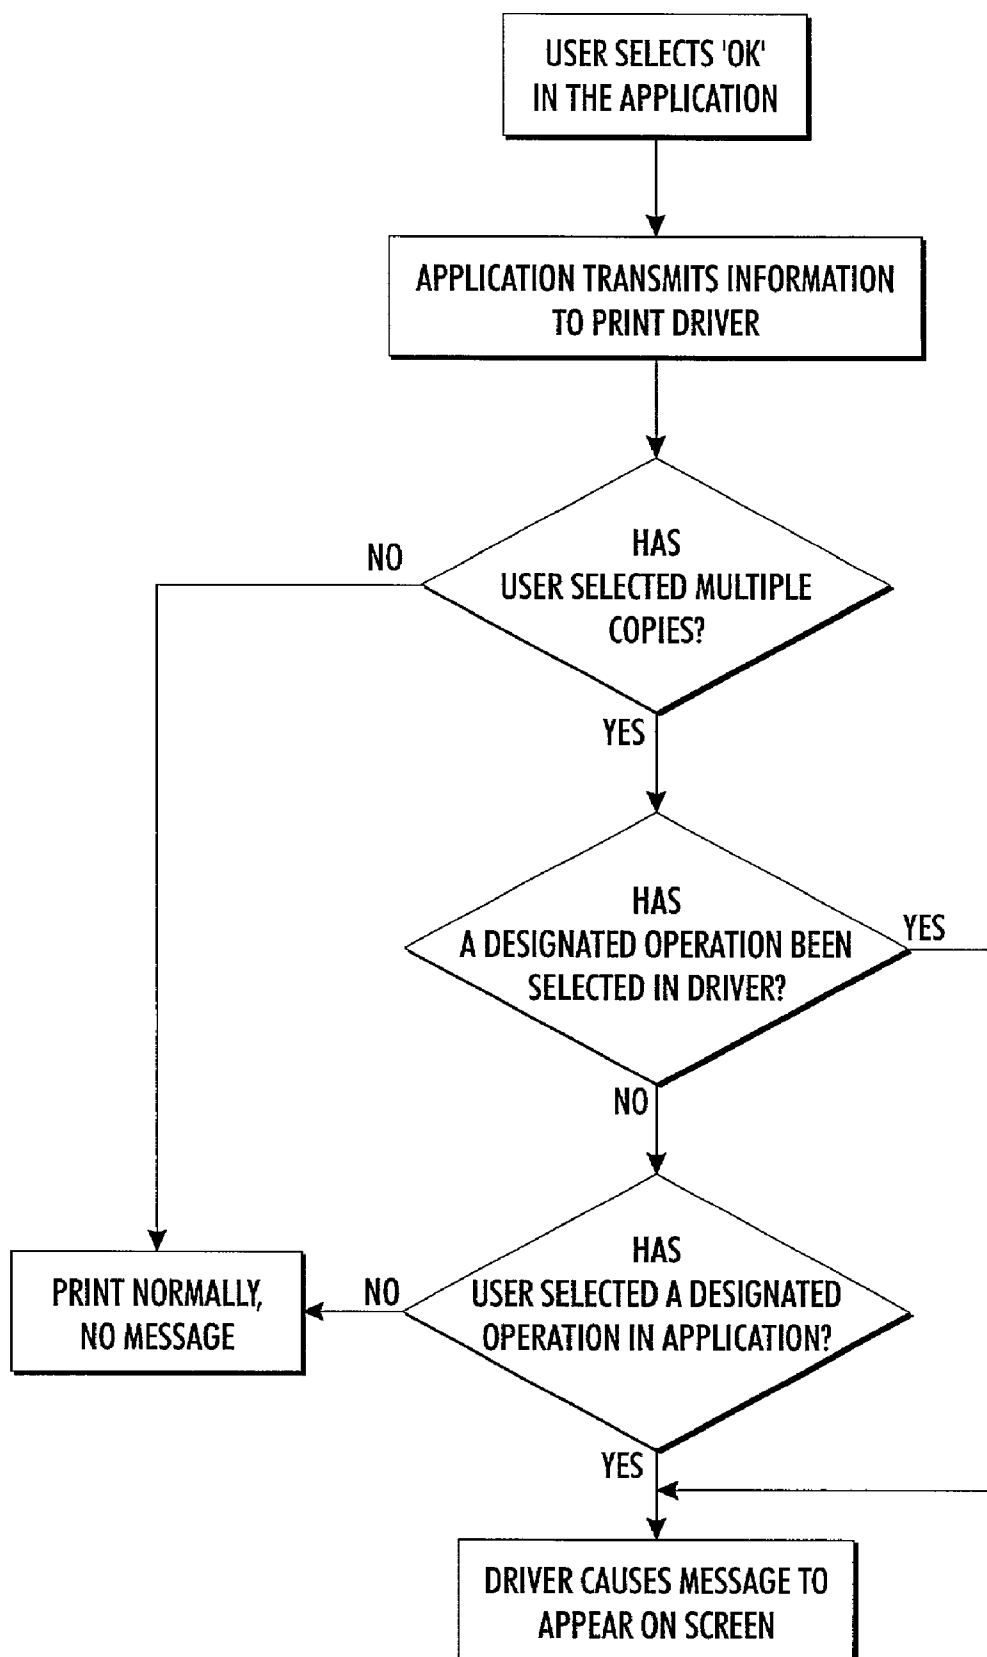 USER SELECTS 'OK'
IN THE APPLICATION
APPLICATION TRANSMITS INFORMATION
TO PRINT DRIVER
NO
HAS
USER SELECTED MULTIPLE
COPIES?
YES
HAS
A DESIGNATED OPERATION BEEN
SELECTED IN DRIVER?
YES
NO
HAS
USER SELECTED A DESIGNATED
OPERATION IN APPLICATION?
NO
PRINT NORMALLY,
NO MESSAGE
YES
DRIVER CAUSES MESSAGE TO
APPEAR ON SCREEN